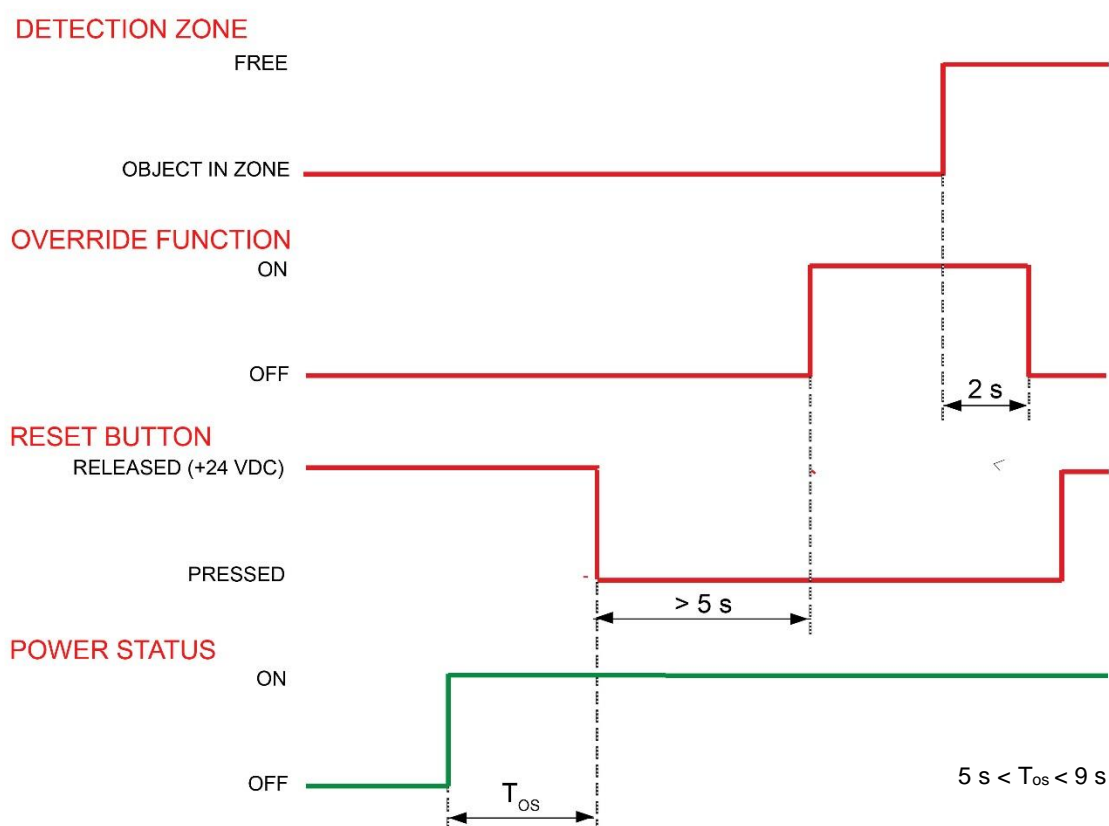 DETECTION ZONE
FREE
OBJECT IN ZONE
OVERRIDE FUNCTION
ON
OFF
2 s
RESET BUTTON
RELEASED (+24 VDC)
PRESSED
> 5 s
POWER STATUS
ON
OFF
TOS
5 s < Tos < 9 s